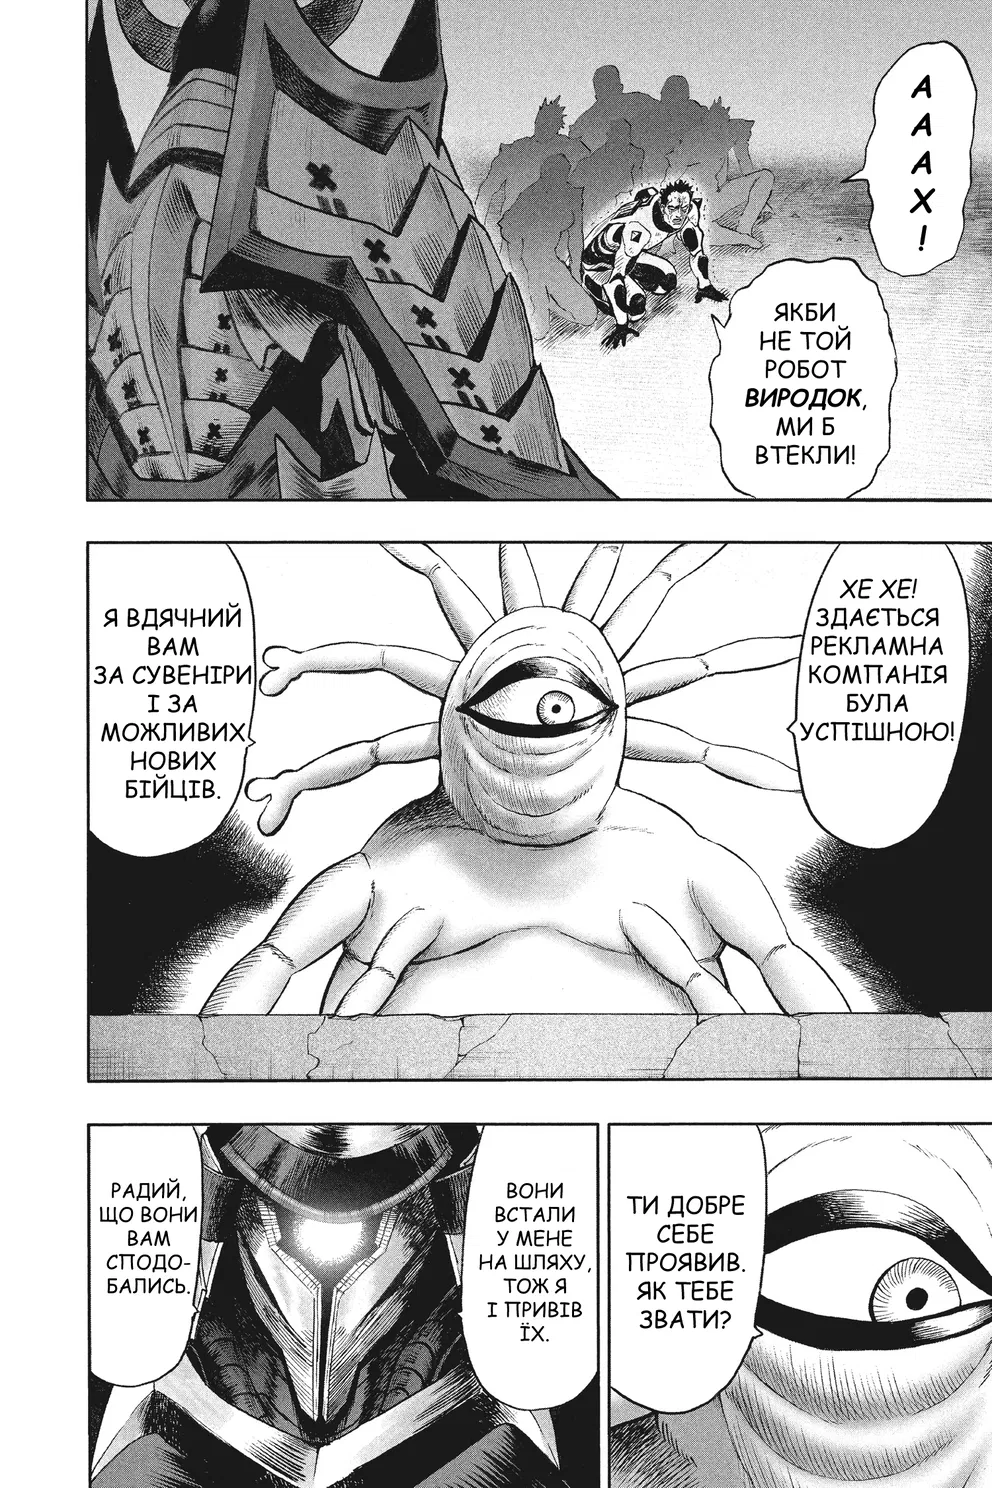 А
А
А
Х
!
ЯКБИ
НЕ ТОЙ
РОБОТ
ВИРОДОК,
МИ Б
ВТЕКЛИ!
ХЕ ХЕ!
ЗДАЄТЬСЯ
РЕКЛАМНА
КОМПАНІЯ
БУЛА
УСПІШНОЮ!
Я ВДЯЧНИЙ
ВАМ
ЗА СУВЕНІРИ
І ЗА
МОЖЛИВИХ
НОВИХ
БІЙЦІВ.
ТИ ДОБРЕ
СЕБЕ
ПРОЯВИВ.
ЯК ТЕБЕ
ЗВАТИ?
ВОНИ
ВСТАЛИ
У МЕНЕ
НА ШЛЯХУ,
ТОЖ Я
І ПРИВІВ
ЇХ.
РАДИЙ,
ЩО ВОНИ
ВАМ
СПОДО-
БАЛИСЬ.